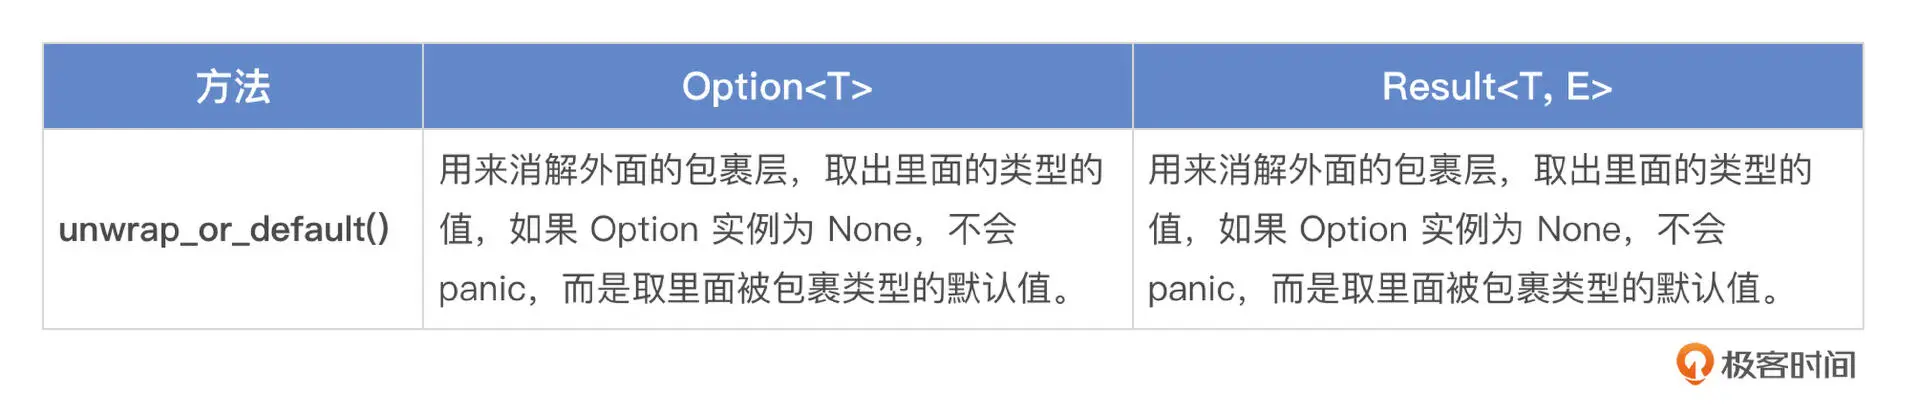 方法
Option<T>
Result<T, E>
unwrap_or_default()
用来消解外面的包裹层，取出里面的类型的
值，如果 Option 实例为 None，不会
panic，而是取里面被包裹类型的默认值。
用来消解外面的包裹层，取出里面的类型的
值，如果 Option 实例为 None，不会
panic，而是取里面被包裹类型的默认值。
极客时间